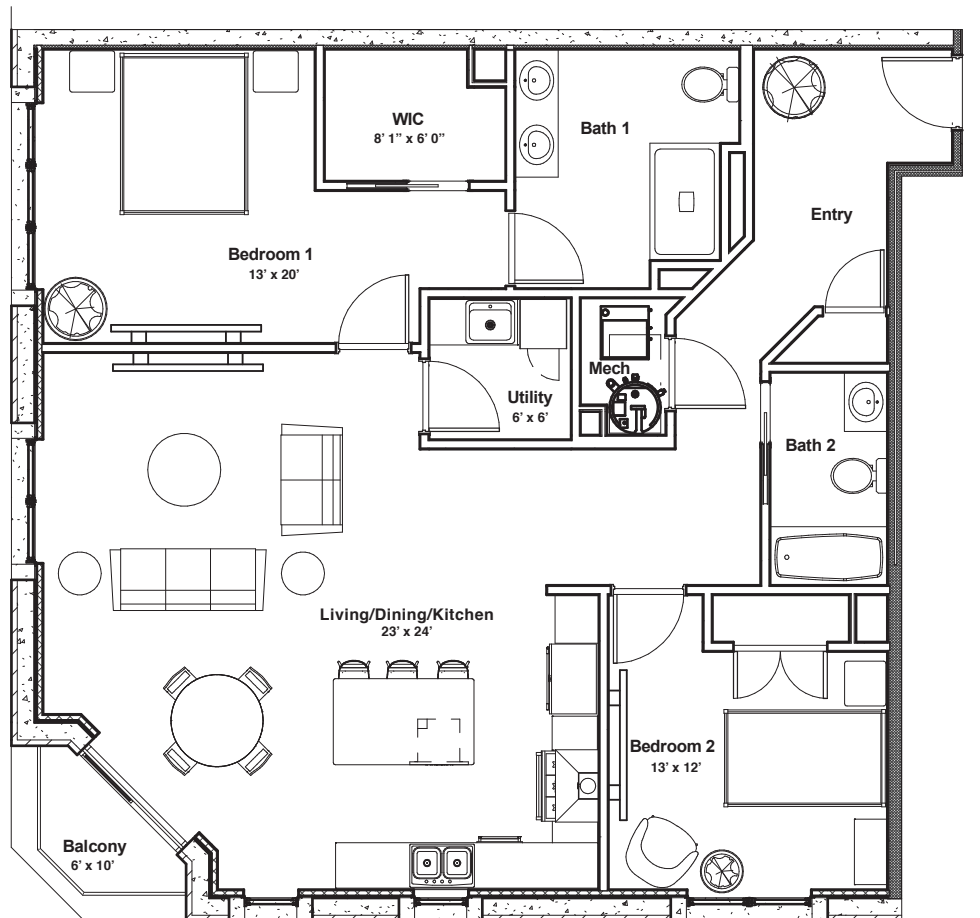 WIC
8’ 1” x 6’ 0”
Bath 1
Entry
Bedroom 1
13’ x 20’
Mech
Utility
6’ x 6’
Bath 2
Living/Dining/Kitchen
23’ x 24’
Bedroom 2
13’ x 12’
Balcony
6’ x 10’